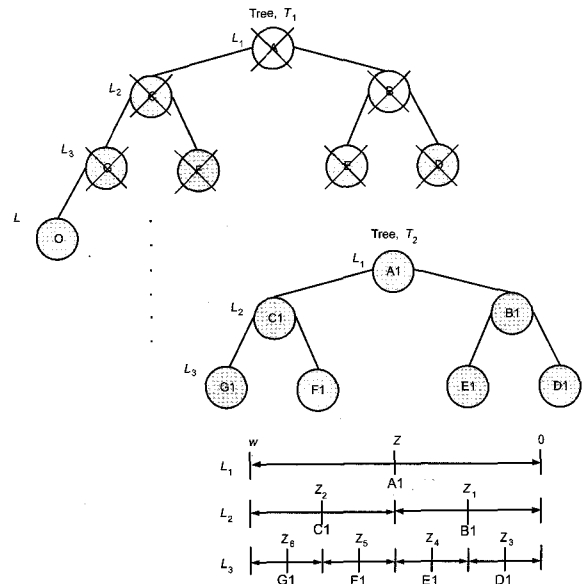 Tree, T1
L1
A
L2
C
B
L3
G
F
E
D
L
O
Tree, T2
L1
A1
L2
C1
B1
L3
G1
F1
E1
D1
w
Z
0
L1
A1
Z2
Z1
L2
C1
B1
Z6
Z5
Z4
Z3
L3
G1
F1
E1
D1